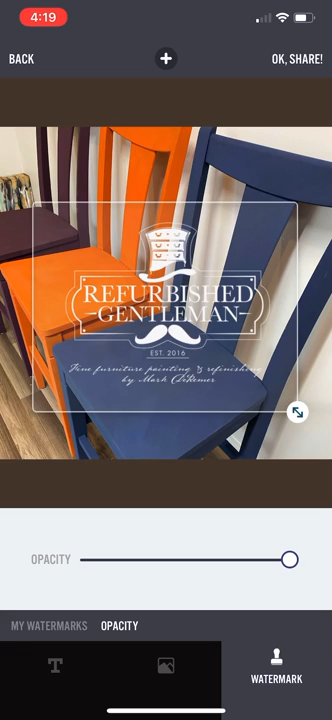 4:19
BACK
OK, SHARE!
REFURBISHED
GENTLEMAN
EST. 2016
Fine furniture painting & refinishing
by Mark
OPACITY
MY WATERMARKS OPACITY
T
WATERMARK